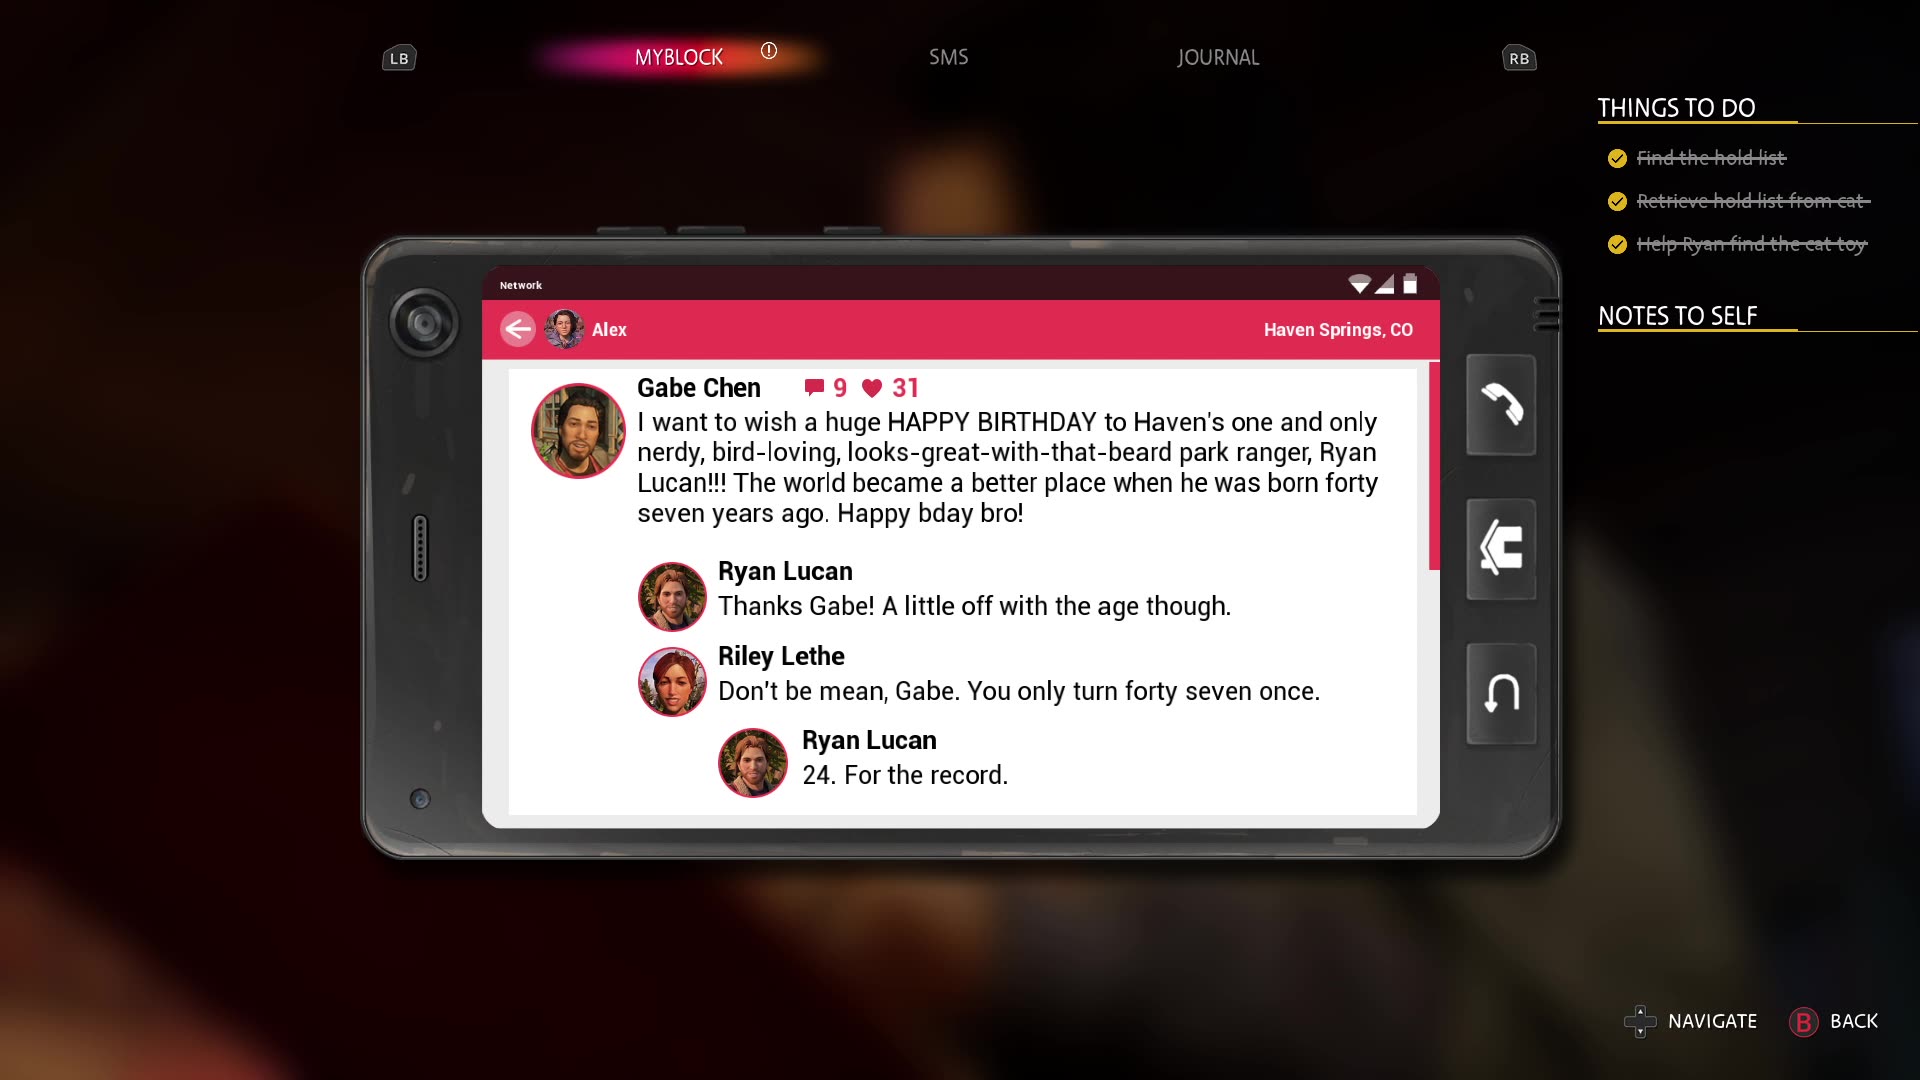 LB
MYBLOCK
SMS
JOURNAL
RB
THINGS TO DO
Find the hold list
Retrieve hold list from cat
Help Ryan find the cat toy
NOTES TO SELF
Network
Alex
Haven Springs, CO
Gabe Chen 9 31
I want to wish a huge HAPPY BIRTHDAY to Haven's one and only
nerdy, bird-loving, looks-great-with-that-beard park ranger, Ryan
Lucan!!! The world became a better place when he was born forty
seven years ago. Happy bday bro!
Ryan Lucan
Thanks Gabe! A little off with the age though.
Riley Lethe
Don't be mean, Gabe. You only turn forty seven once.
Ryan Lucan
24. For the record.
NAVIGATE
B BACK